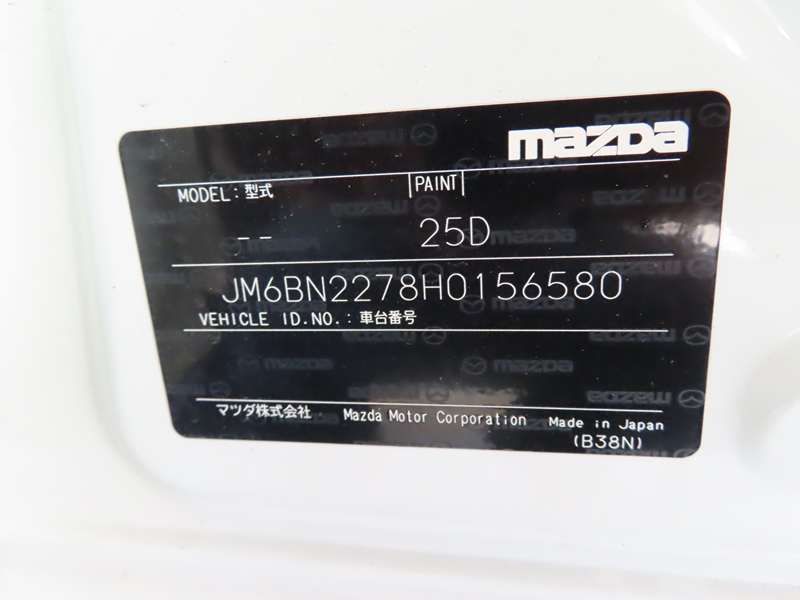 mazda
MODEL:型式 PAINT
-- 25D
JM6BN2278H0156580
VEHICLE ID.NO.:車台番号
マツダ株式会社 Mazda Motor Corporation Made in Japan
(B38N)